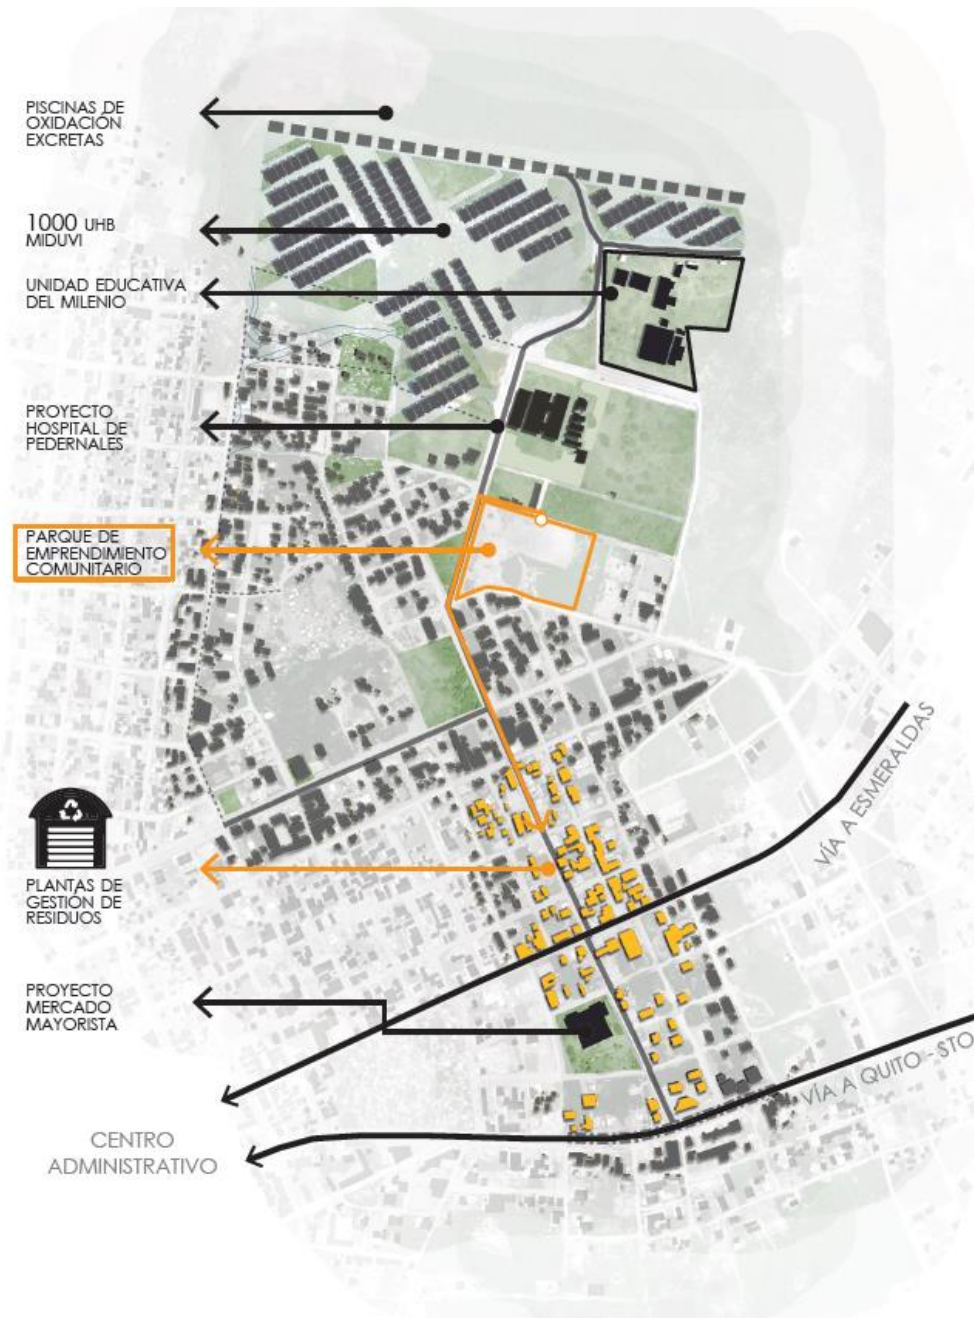 PISCINAS DE
OXIDACIÓN
EXCRETAS
1000 UHB
MIDUVI
UNIDAD EDUCATIVA
DEL MILENIO
PROYECTO
HOSPITAL DE
PEDERNALES
PARQUE DE
EMPRENDIMIENTO
COMUNITARIO
VÍA A ESMERALDAS
PLANTAS DE
GESTIÓN DE
RESIDUOS
PROYECTO
MERCADO
MAYORISTA
VÍA A QUITO - STO
CENTRO
ADMINISTRATIVO